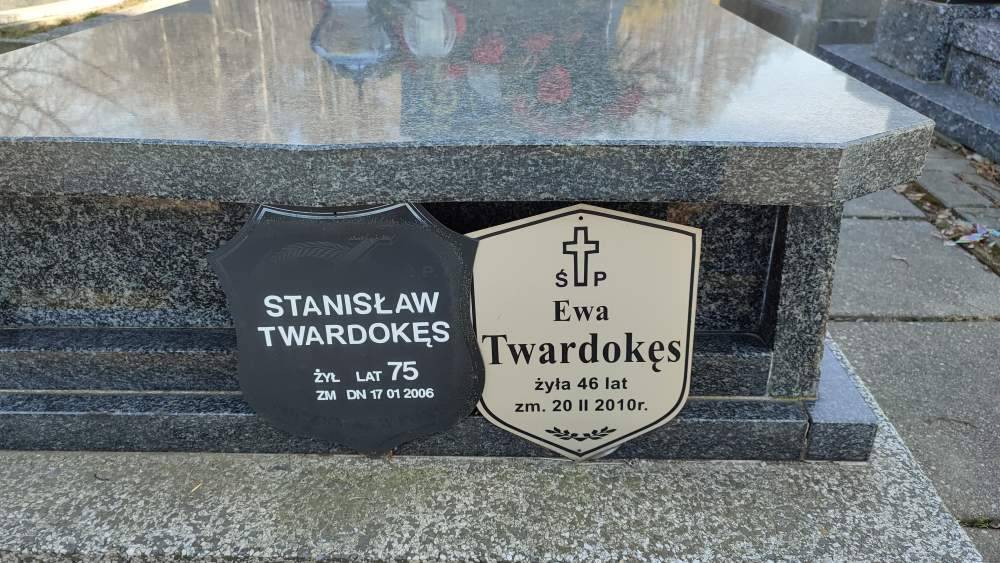 STANISŁAW
TWARDOKĘS
ŻYŁ LAT 75
ZM DN 17 01 2006
Ś P
Ewa
Twardokęs
żyła 46 lat
zm. 20 II 2010r.